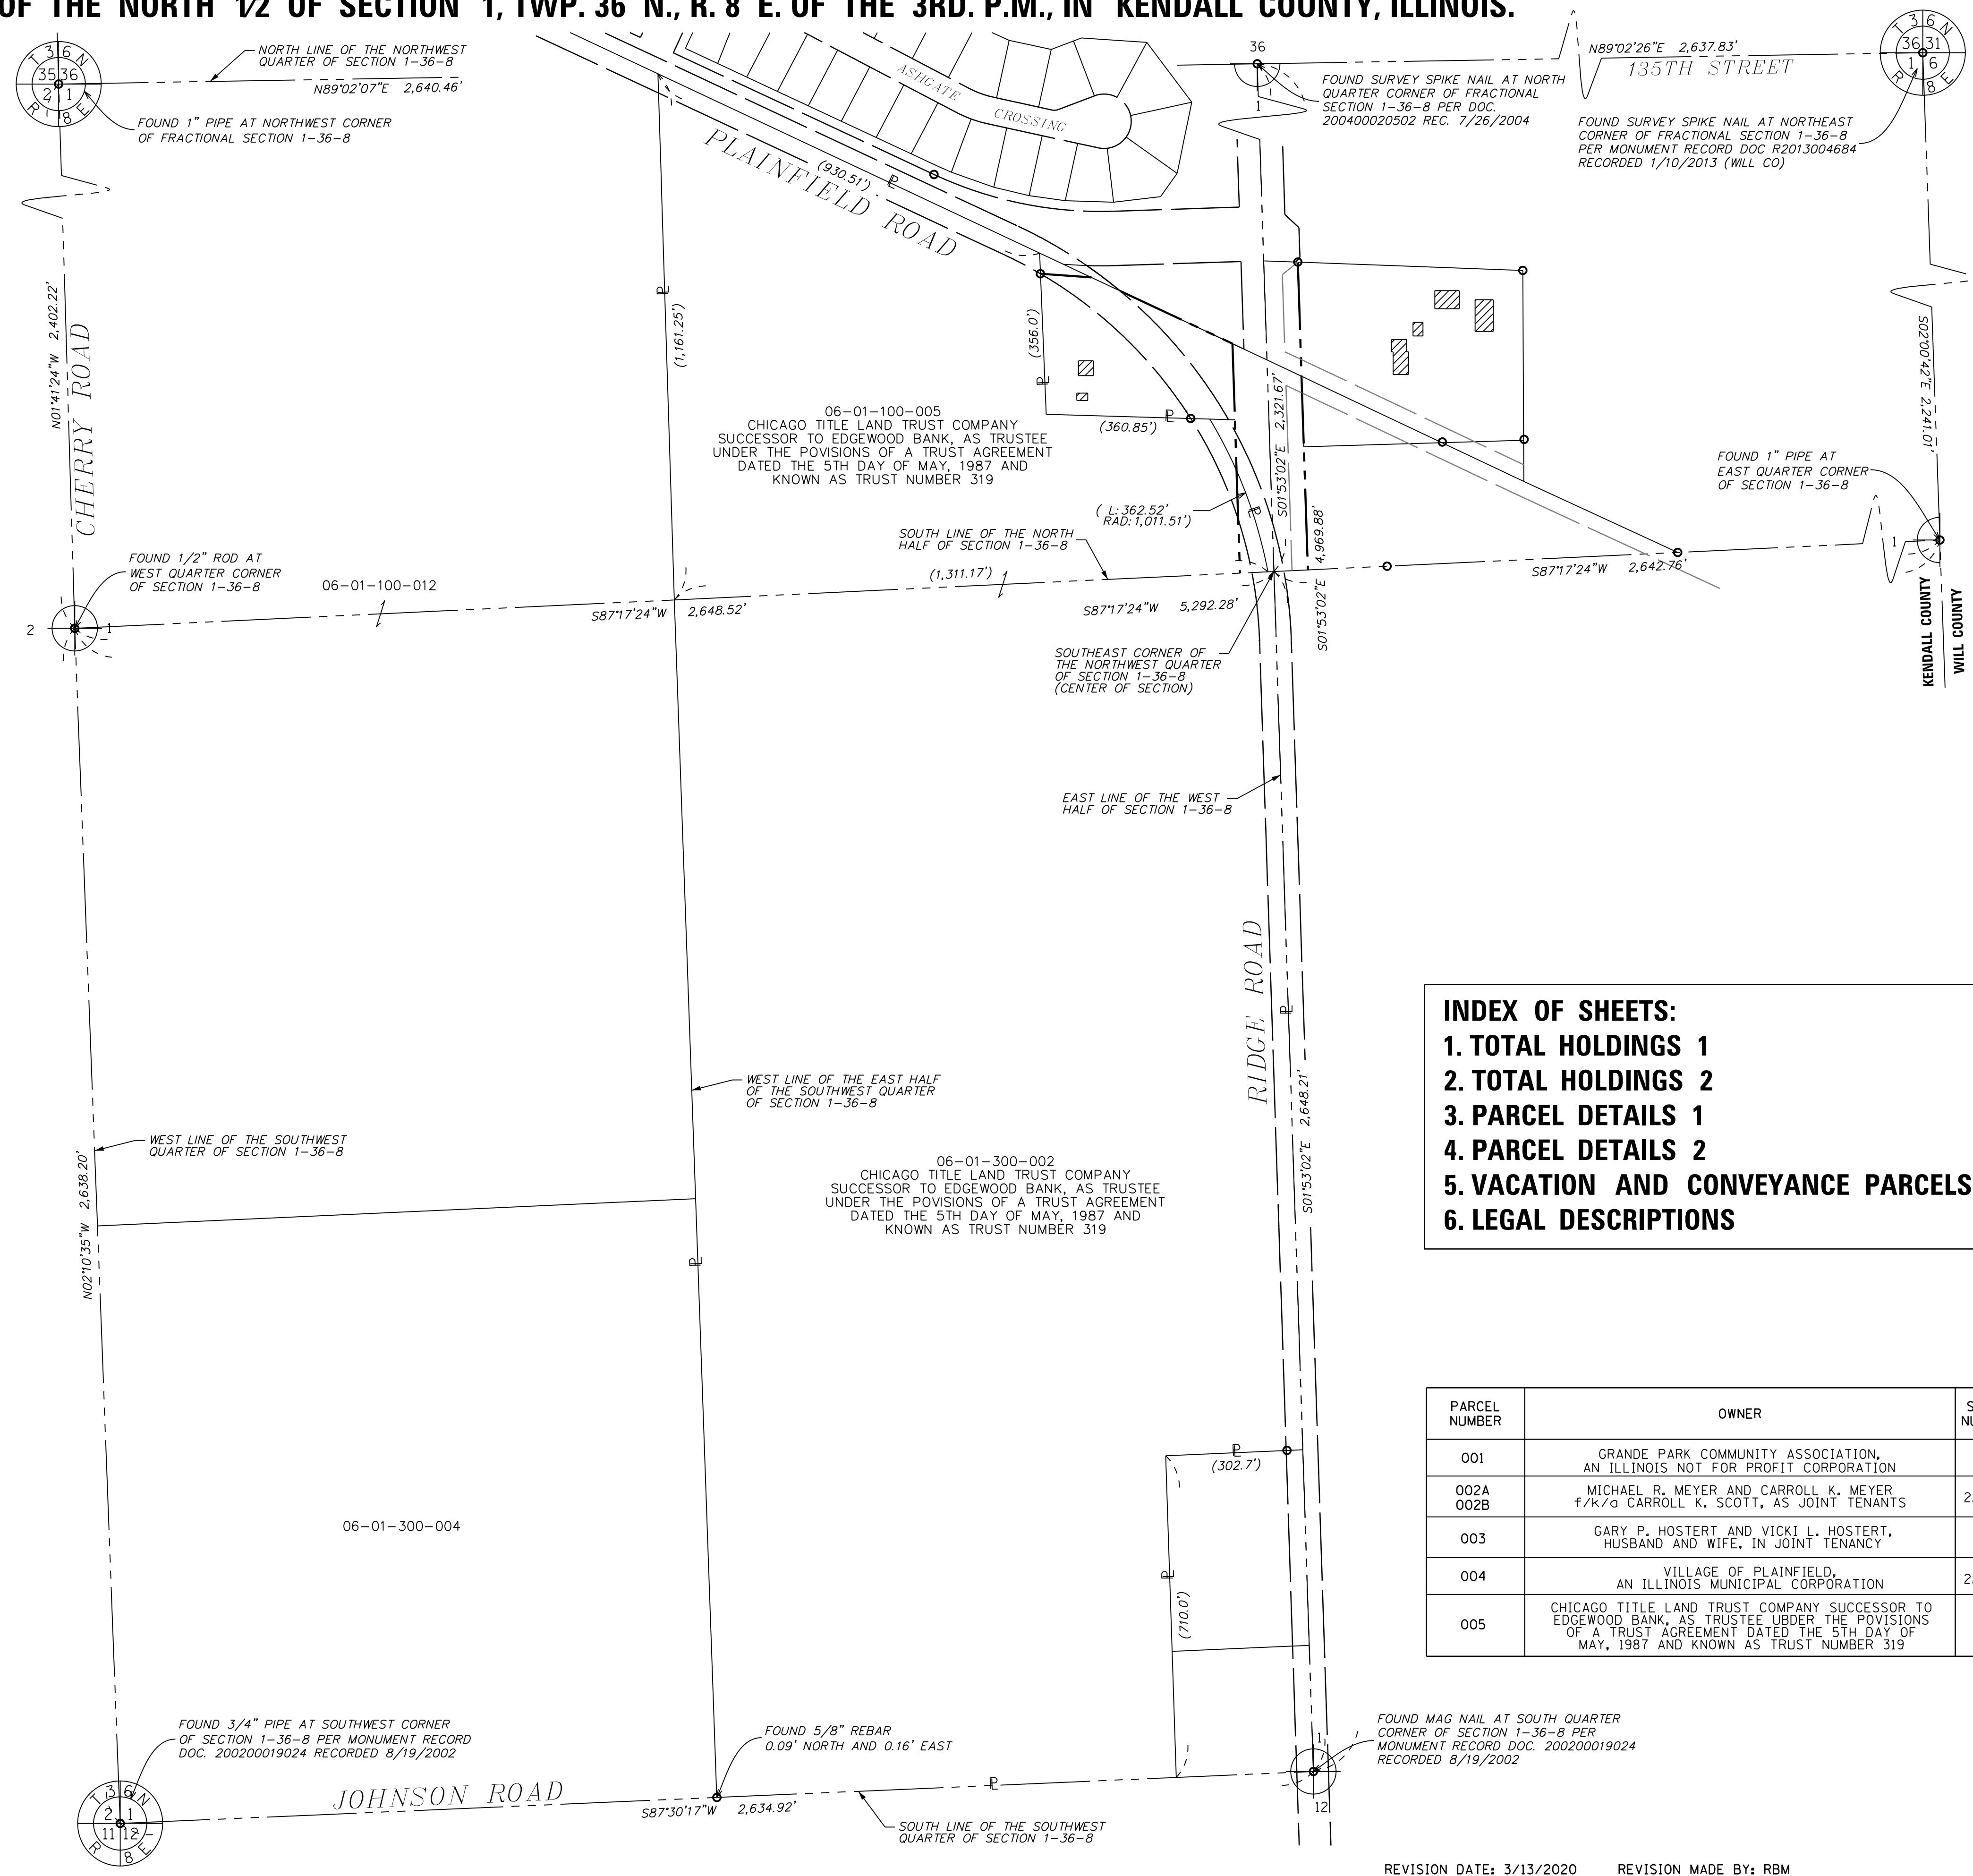 OF THE NORTH 1/2 OF SECTION 1, TWP. 36 N., R. 8 E. OF THE 3RD. P.M., IN KENDALL COUNTY, ILLINOIS.
T 3 6 N
35 36
2 1
R 8 E
NORTH LINE OF THE NORTHWEST
QUARTER OF SECTION 1-36-8
N89°02'07"E 2,640.46'
FOUND 1" PIPE AT NORTHWEST CORNER
OF FRACTIONAL SECTION 1-36-8
ASHGATE
CROSSING
PLAINFIELD ROAD
(930.51')
36
1
FOUND SURVEY SPIKE NAIL AT NORTH
QUARTER CORNER OF FRACTIONAL
SECTION 1-36-8 PER DOC.
200400020502 REC. 7/26/2004
N89°02'26"E 2,637.83'
135TH STREET
T 3 6 N
36 31
1 6
R 8 E
FOUND SURVEY SPIKE NAIL AT NORTHEAST
CORNER OF FRACTIONAL SECTION 1-36-8
PER MONUMENT RECORD DOC R2013004684
RECORDED 1/10/2013 (WILL CO)
N01°41'24"W 2,402.22'
CHERRY ROAD
(1,161.25')
(356.0')
(360.85')
S01°53'02"E 2,321.67'
S02°00'42"E 2,241.01'
06-01-100-005
CHICAGO TITLE LAND TRUST COMPANY
SUCCESSOR TO EDGEWOOD BANK, AS TRUSTEE
UNDER THE POVISIONS OF A TRUST AGREEMENT
DATED THE 5TH DAY OF MAY, 1987 AND
KNOWN AS TRUST NUMBER 319
( L: 362.52'
RAD: 1,011.51')
FOUND 1" PIPE AT
EAST QUARTER CORNER
OF SECTION 1-36-8
1
SOUTH LINE OF THE NORTH
HALF OF SECTION 1-36-8
(1,311.17')
S01°53'02"E 4,969.88'
S87°17'24"W 2,642.76'
FOUND 1/2" ROD AT
WEST QUARTER CORNER
OF SECTION 1-36-8
06-01-100-012
2
1
S87°17'24"W 2,648.52'
S87°17'24"W 5,292.28'
KENDALL COUNTY
WILL COUNTY
SOUTHEAST CORNER OF
THE NORTHWEST QUARTER
OF SECTION 1-36-8
(CENTER OF SECTION)
EAST LINE OF THE WEST
HALF OF SECTION 1-36-8
RIDGE ROAD
S01°53'02"E 2,648.21'
INDEX OF SHEETS:
1. TOTAL HOLDINGS 1
2. TOTAL HOLDINGS 2
3. PARCEL DETAILS 1
4. PARCEL DETAILS 2
5. VACATION AND CONVEYANCE PARCELS
6. LEGAL DESCRIPTIONS
WEST LINE OF THE EAST HALF
OF THE SOUTHWEST QUARTER
OF SECTION 1-36-8
WEST LINE OF THE SOUTHWEST
QUARTER OF SECTION 1-36-8
N02°10'35"W 2,638.20'
06-01-300-002
CHICAGO TITLE LAND TRUST COMPANY
SUCCESSOR TO EDGEWOOD BANK, AS TRUSTEE
UNDER THE POVISIONS OF A TRUST AGREEMENT
DATED THE 5TH DAY OF MAY, 1987 AND
KNOWN AS TRUST NUMBER 319
PARCEL
NUMBER
OWNER
001
GRANDE PARK COMMUNITY ASSOCIATION,
AN ILLINOIS NOT FOR PROFIT CORPORATION
002A
002B
MICHAEL R. MEYER AND CARROLL K. MEYER
f/k/a CARROLL K. SCOTT, AS JOINT TENANTS
003
GARY P. HOSTERT AND VICKI L. HOSTERT,
HUSBAND AND WIFE, IN JOINT TENANCY
004
VILLAGE OF PLAINFIELD,
AN ILLINOIS MUNICIPAL CORPORATION
005
CHICAGO TITLE LAND TRUST COMPANY SUCCESSOR TO
EDGEWOOD BANK, AS TRUSTEE UBDER THE POVISIONS
OF A TRUST AGREEMENT DATED THE 5TH DAY OF
MAY, 1987 AND KNOWN AS TRUST NUMBER 319
(302.7')
(710.0')
06-01-300-004
FOUND 3/4" PIPE AT SOUTHWEST CORNER
OF SECTION 1-36-8 PER MONUMENT RECORD
DOC. 200200019024 RECORDED 8/19/2002
FOUND 5/8" REBAR
0.09' NORTH AND 0.16' EAST
FOUND MAG NAIL AT SOUTH QUARTER
CORNER OF SECTION 1-36-8 PER
MONUMENT RECORD DOC. 200200019024
RECORDED 8/19/2002
1
12
T 3 6 N
2 1
11 12
R 8 E
JOHNSON ROAD
S87°30'17"W 2,634.92'
SOUTH LINE OF THE SOUTHWEST
QUARTER OF SECTION 1-36-8
REVISION DATE: 3/13/2020 REVISION MADE BY: RBM